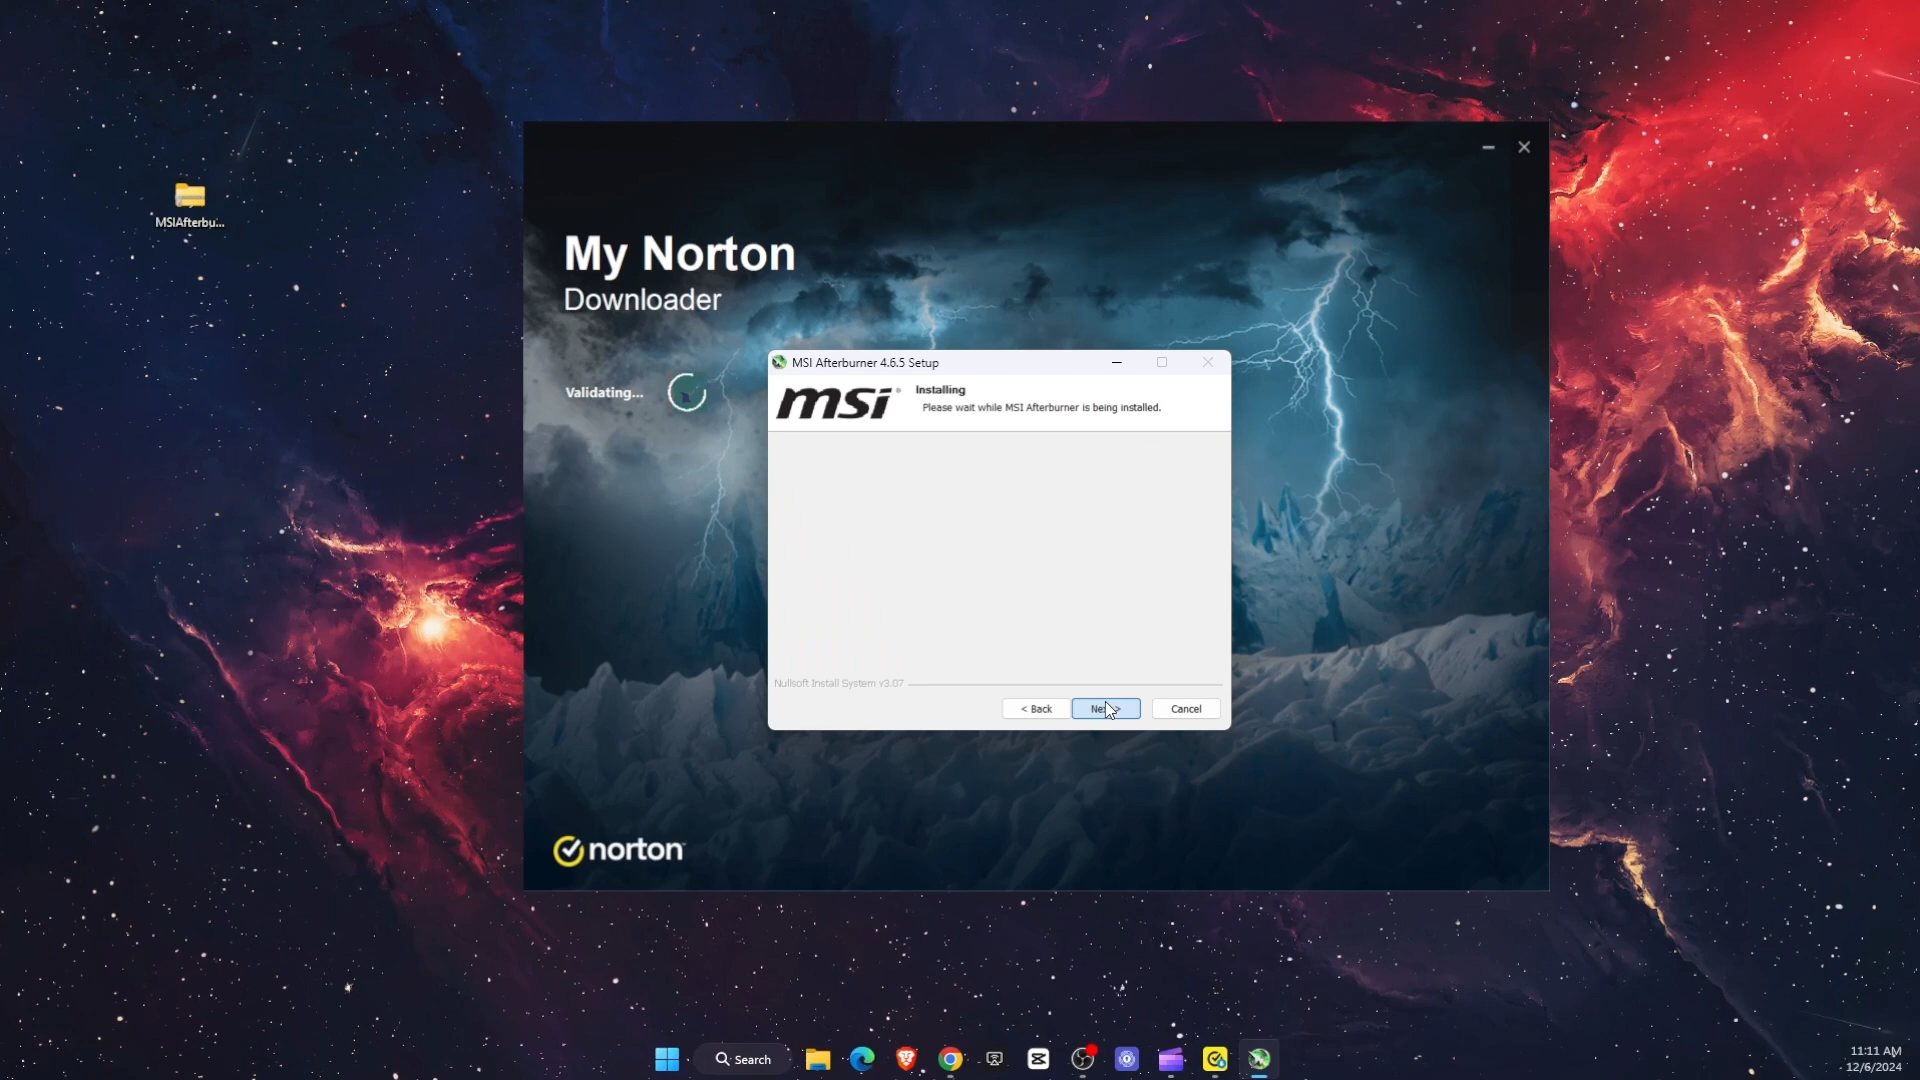 MSIAfterbu...
My Norton
Downloader
Validating...
MSI Afterburner 4.6.5 Setup
msi
Installing
Please wait while MSI Afterburner is being installed.
Nullsoft Install System v3.07
< Back
Cancel
norton
Search
11:11 AM
12/6/2024